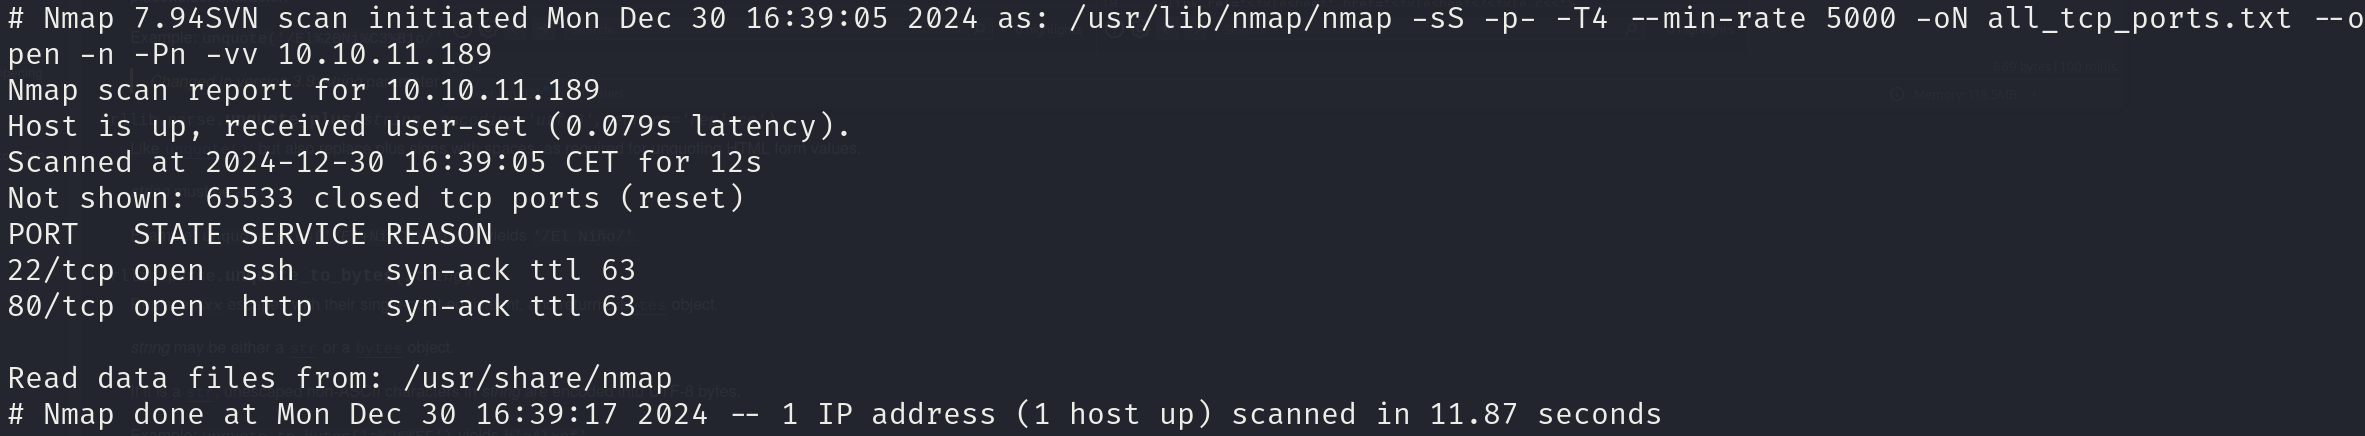 # Nmap 7.94SVN scan initiated Mon Dec 30 16:39:05 2024 as: /usr/lib/nmap/nmap -sS -p- -T4 --min-rate 5000 -oN all_tcp_ports.txt --o
pen -n -Pn -vv 10.10.11.189
Nmap scan report for 10.10.11.189
Host is up, received user-set (0.079s latency).
Scanned at 2024-12-30 16:39:05 CET for 12s
Not shown: 65533 closed tcp ports (reset)
PORT   STATE SERVICE REASON
22/tcp open  ssh     syn-ack ttl 63
80/tcp open  http    syn-ack ttl 63
Read data files from: /usr/share/nmap
# Nmap done at Mon Dec 30 16:39:17 2024 -- 1 IP address (1 host up) scanned in 11.87 seconds